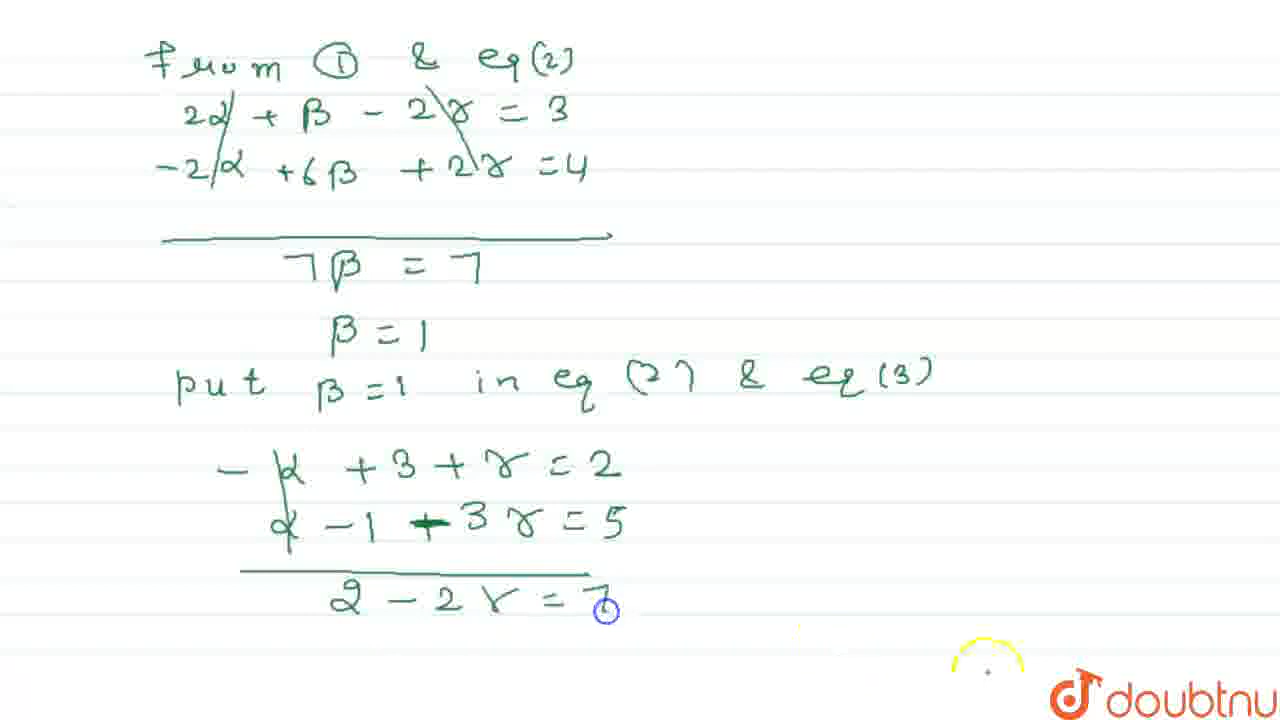 from ① & eq(2)
2α + β - 2γ = 3
-2α + 6β + 2γ = 4
7β = 7
β = 1
put β = 1 in eq (2) & eq (3)
- α + 3 + γ = 2
α - 1 - 3γ = 5
2 - 2γ = 7
doubtnut